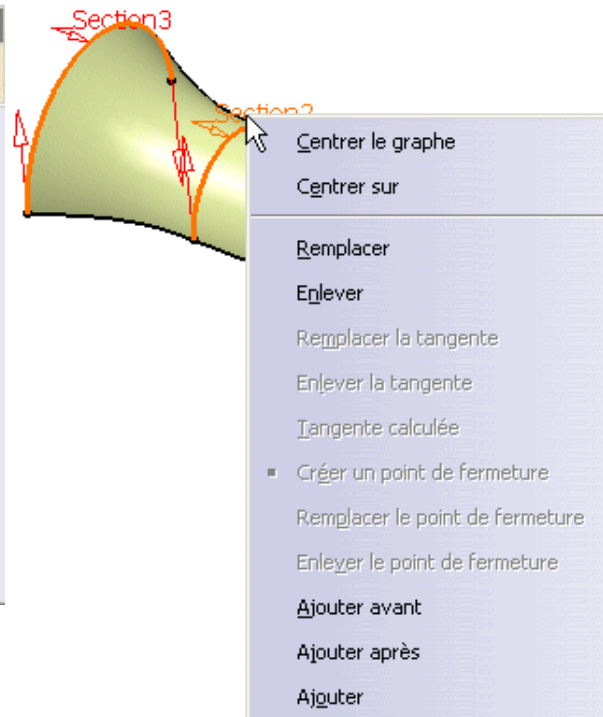 Section3
Section2
Centrer le graphe
Centrer sur
Remplacer
Enlever
Remplacer la tangente
Enlever la tangente
Tangente calculée
Créer un point de fermeture
Remplacer le point de fermeture
Enlever le point de fermeture
Ajouter avant
Ajouter après
Ajouter